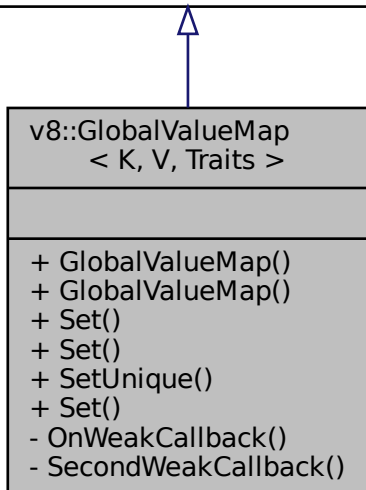 v8::GlobalValueMap
< K, V, Traits >
+ GlobalValueMap()
+ GlobalValueMap()
+ Set()
+ Set()
+ SetUnique()
+ Set()
- OnWeakCallback()
- SecondWeakCallback()